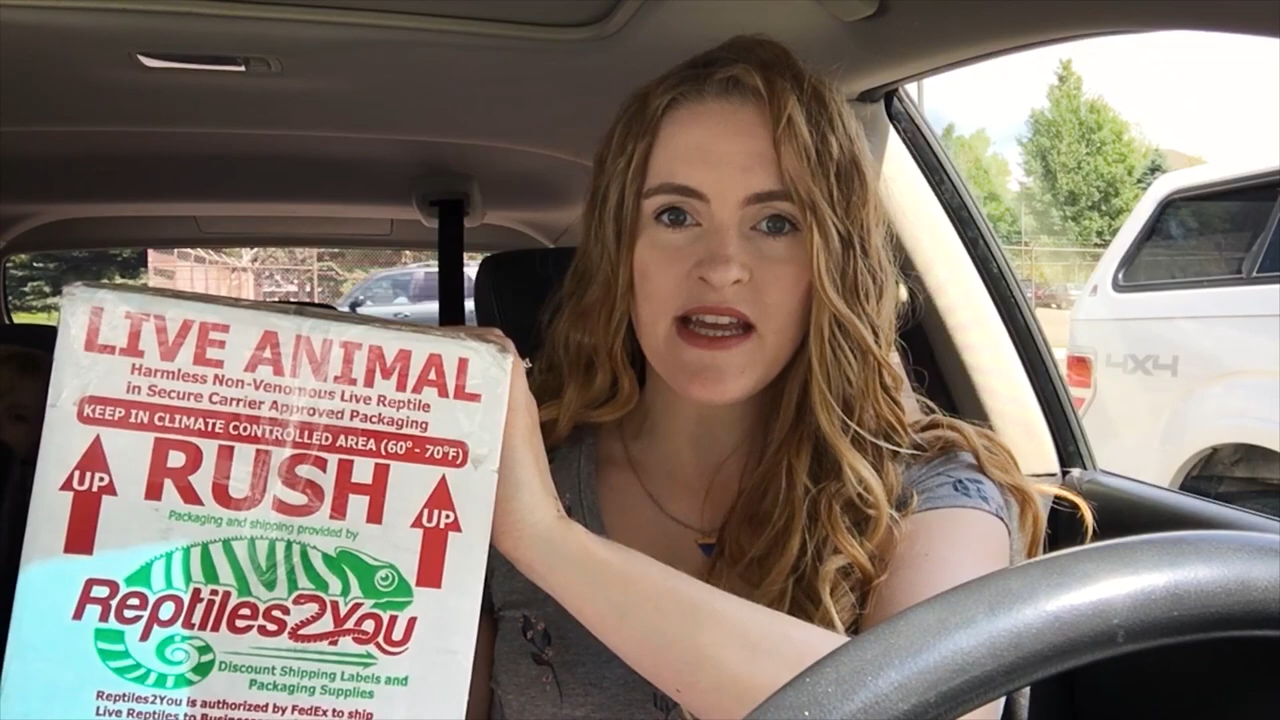 LIVE ANIMAL
Harmless Non-Venomous Live Reptile
in Secure Carrier Approved Packaging
KEEP IN CLIMATE CONTROLLED AREA (60° - 70°F)
RUSH
UP
UP
Packaging and shipping provided by
Reptiles2You
Discount Shipping Labels and
Packaging Supplies
Reptiles2You is authorized by FedEx to ship
Live Reptiles to
4X4